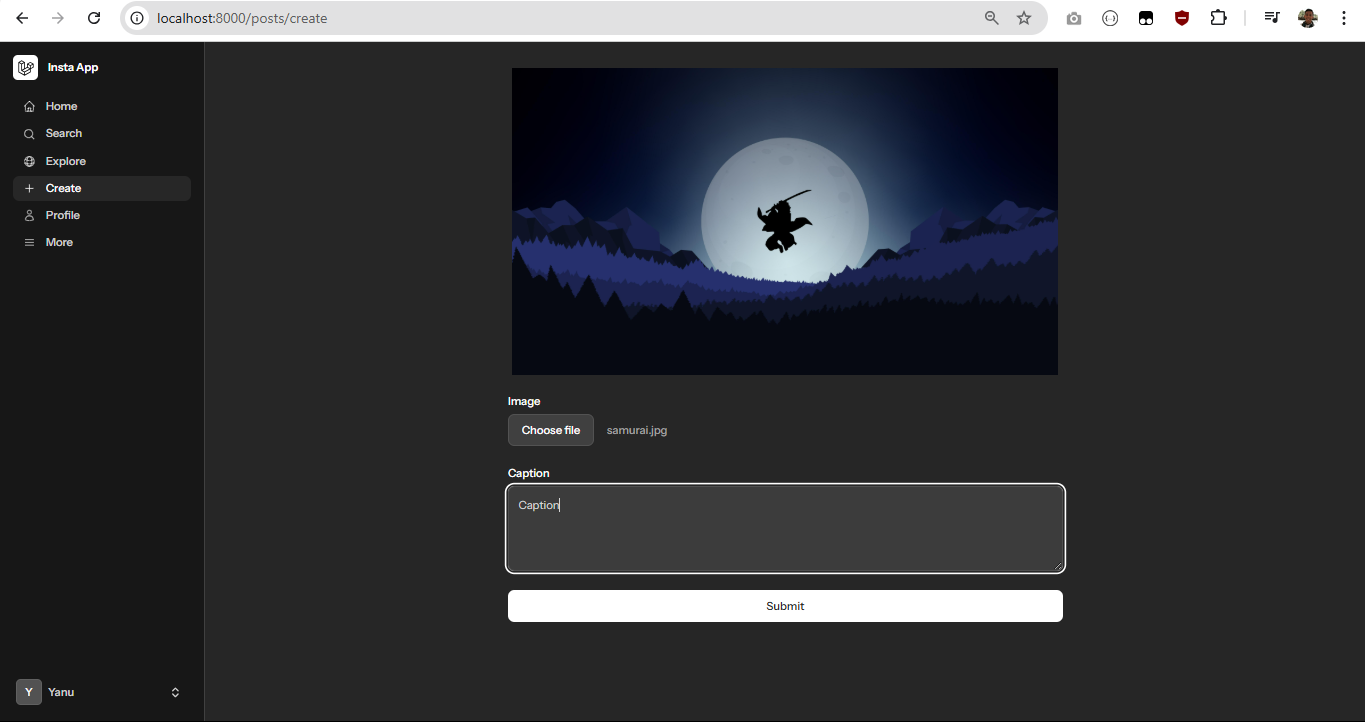 localhost:8000/posts/create
Insta App
Home
Search
Explore
Create
Profile
More
Image
Choose file samurai.jpg
Caption
Caption
Submit
Y Yanu